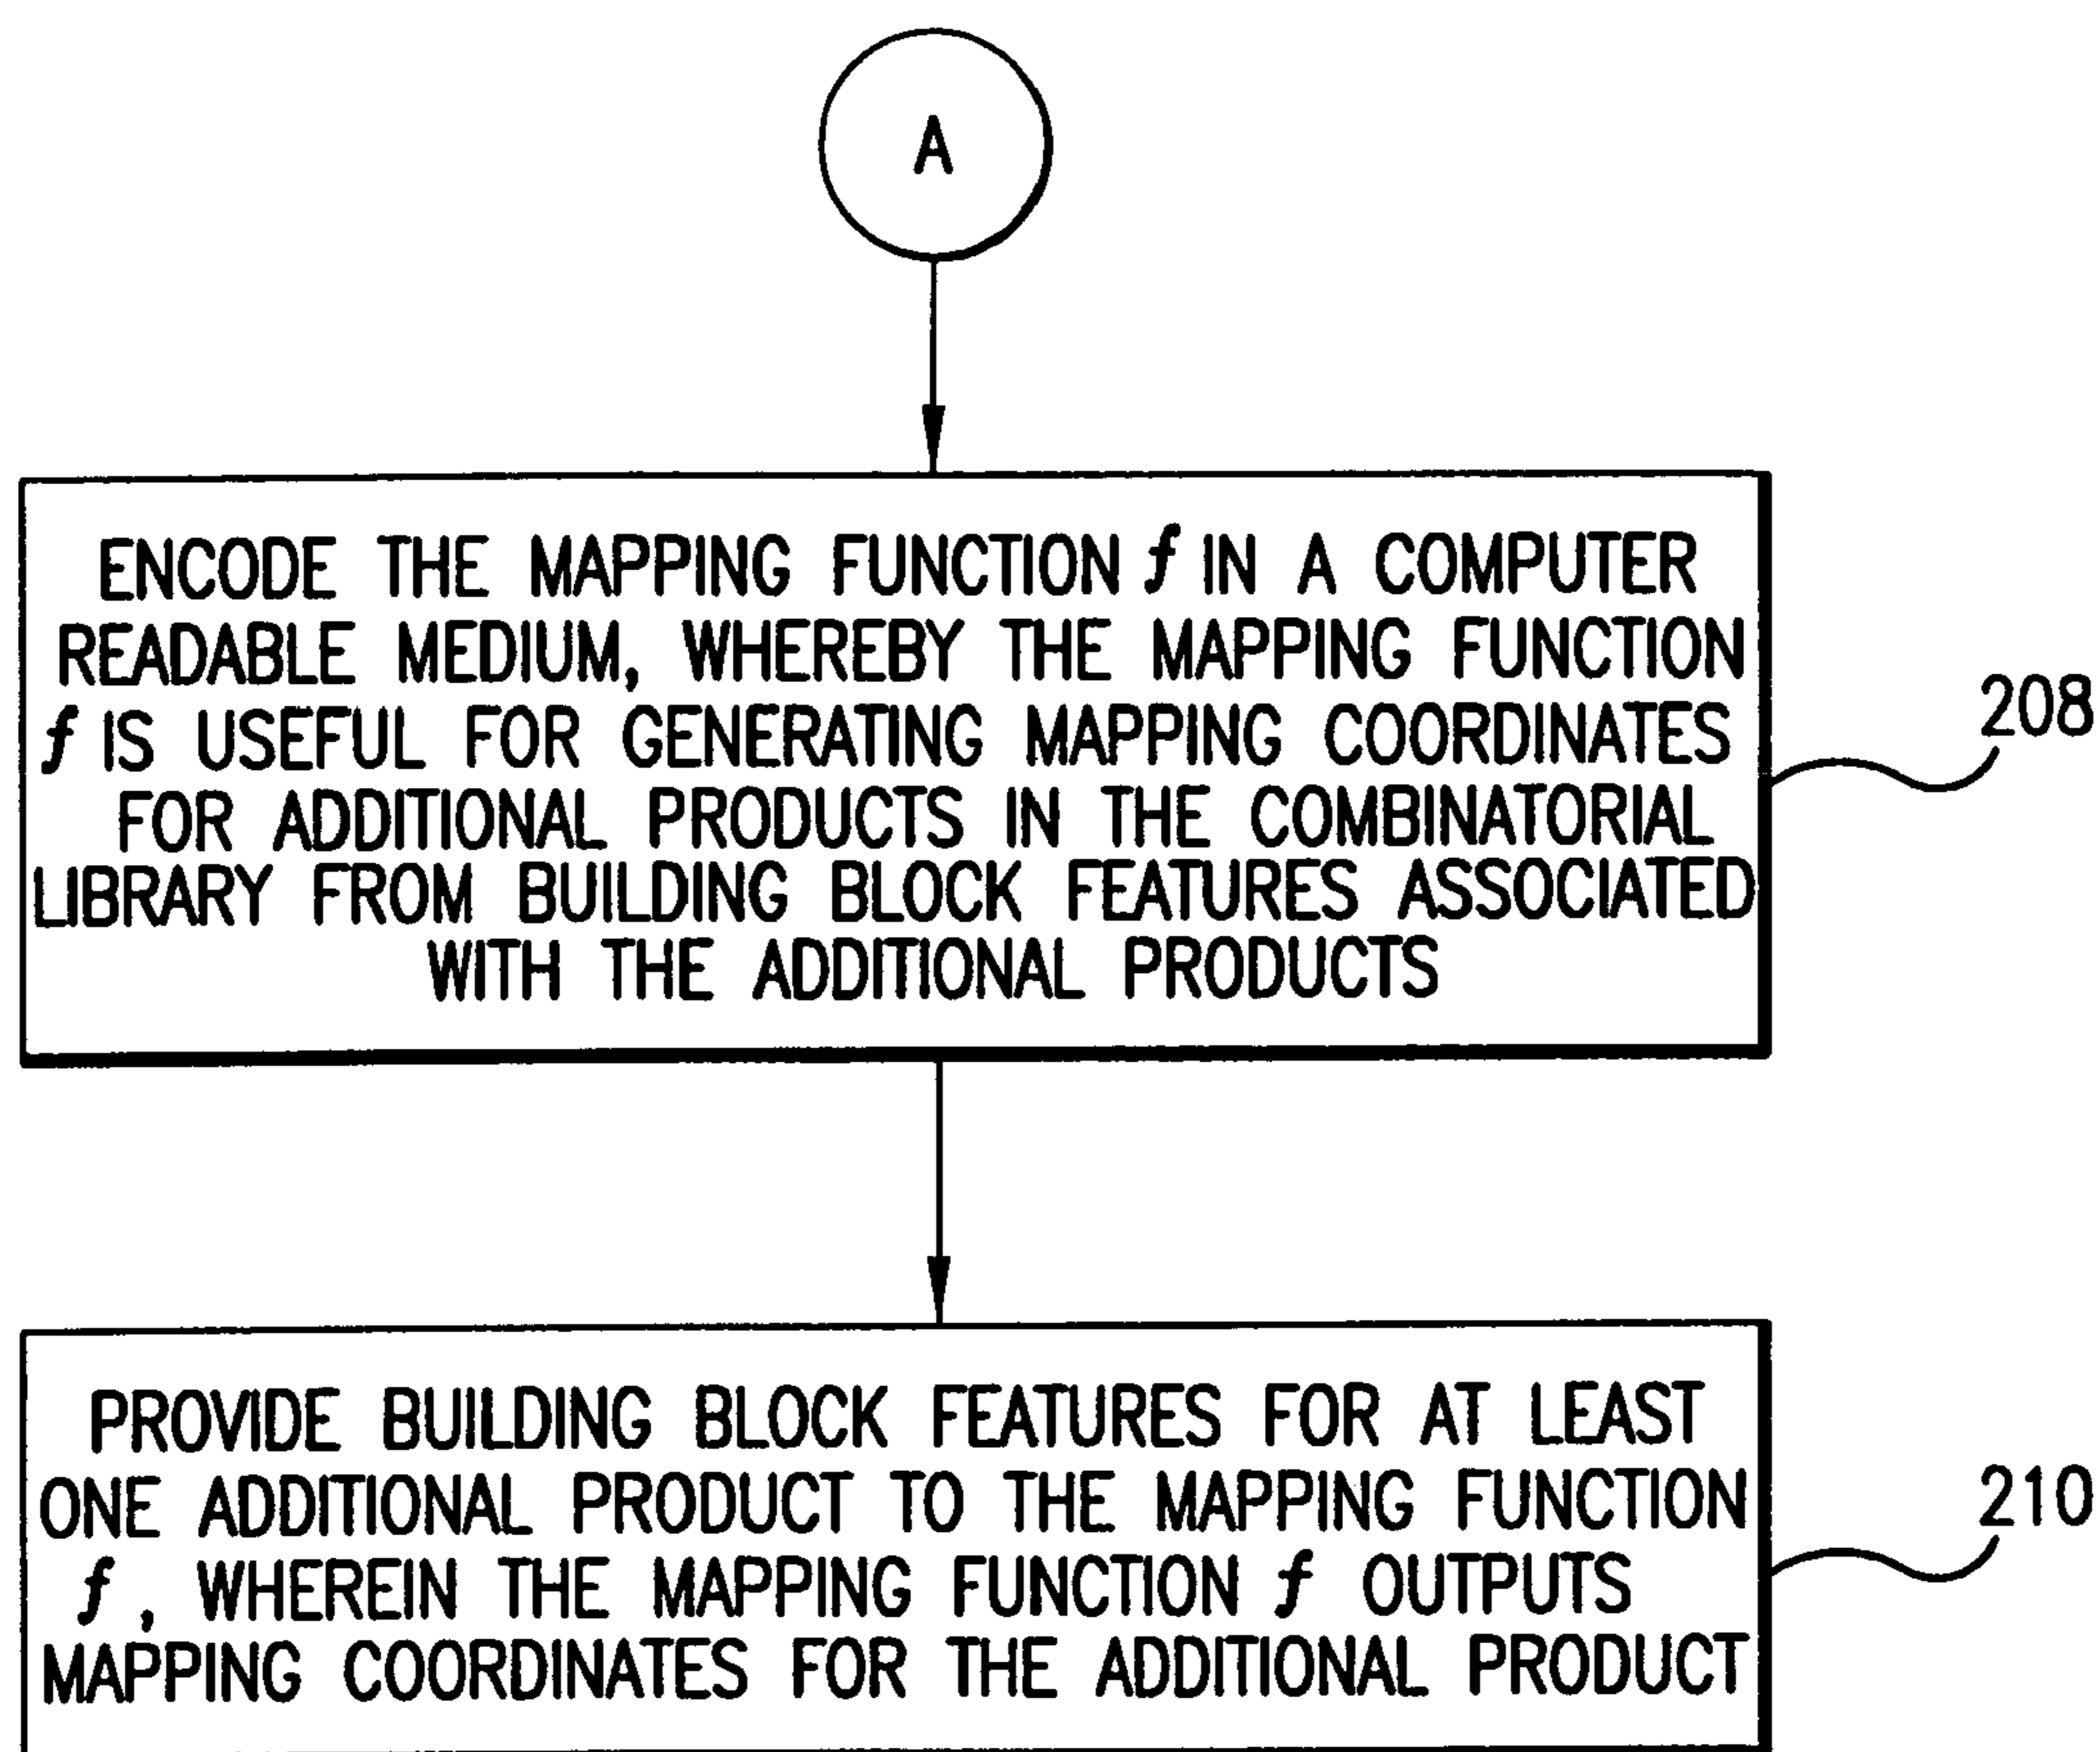 A
ENCODE THE MAPPING FUNCTION f IN A COMPUTER
READABLE MEDIUM, WHEREBY THE MAPPING FUNCTION
f IS USEFUL FOR GENERATING MAPPING COORDINATES
FOR ADDITIONAL PRODUCTS IN THE COMBINATORIAL
LIBRARY FROM BUILDING BLOCK FEATURES ASSOCIATED
WITH THE ADDITIONAL PRODUCTS
208
PROVIDE BUILDING BLOCK FEATURES FOR AT LEAST
ONE ADDITIONAL PRODUCT TO THE MAPPING FUNCTION
f, WHEREIN THE MAPPING FUNCTION f OUTPUTS
MAPPING COORDINATES FOR THE ADDITIONAL PRODUCT
210